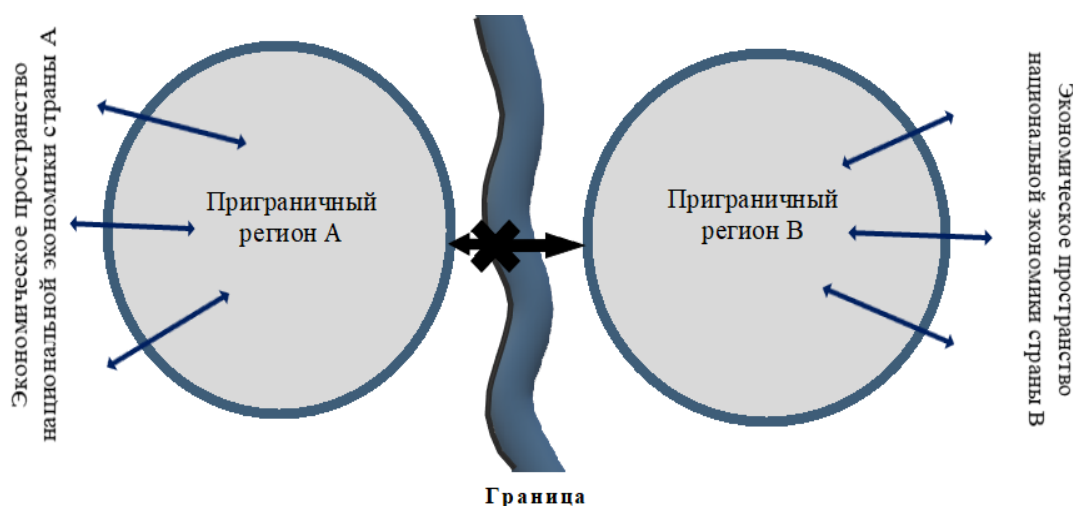 Экономическое пространство
национальной экономики страны А
Приграничный
регион А
Приграничный
регион В
Экономическое пространство
национальной экономики страны В
Граница